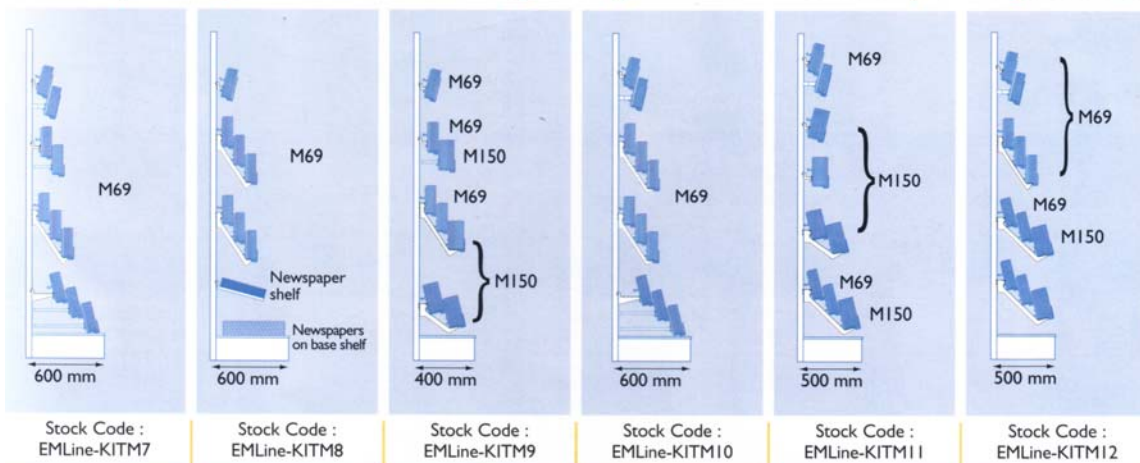 M69
600 mm
Stock Code :
EMLine-KITM7
M69
Newspaper
shelf
Newspapers
on base shelf
600 mm
Stock Code :
EMLine-KITM8
M69
M69
M150
M69
M150
400 mm
Stock Code :
EMLine-KITM9
M69
600 mm
Stock Code :
EMLine-KITM10
M69
M150
M69
M150
500 mm
Stock Code :
EMLine-KITM11
M69
M69
M150
500 mm
Stock Code :
EMLine-KITM12